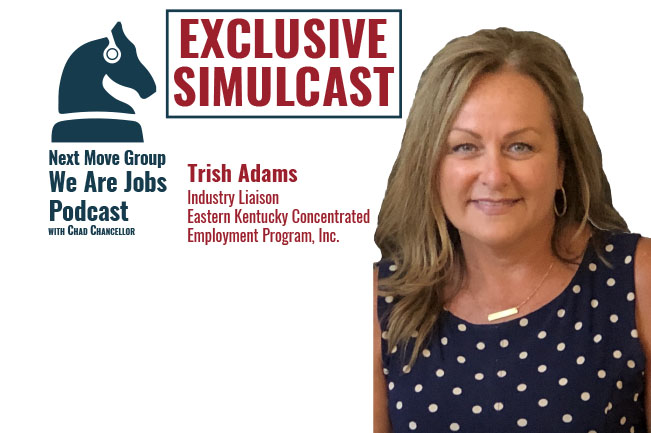 EXCLUSIVE
SIMULCAST
Next Move Group
We Are Jobs
Podcast
WITH CHAD CHANCELLOR
Trish Adams
Industry Liaison
Eastern Kentucky Concentrated
Employment Program, Inc.